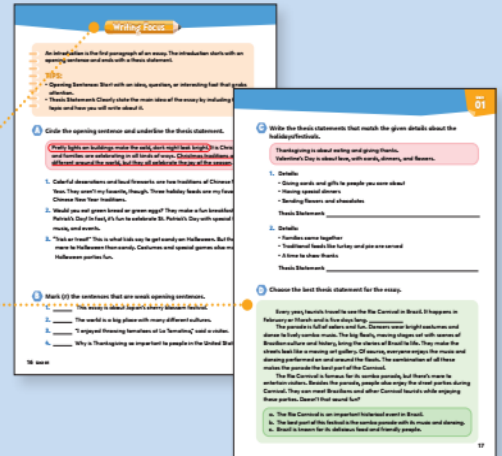 Writing Focus
An introduction is the first paragraph of an essay. The introduction starts with an
opening sentence and ends with a thesis statement.
TIPS:
• Opening Sentence: Start with an idea, question, or interesting fact that grabs
attention.
• Thesis Statement: Clearly state the main idea of the essay by including
topic and how you will write about it.
A Circle the opening sentence and underline the thesis statement.
Pretty lights on buildings make the cold, dark night look bright. It is Chris
and families are celebrating in all kinds of ways. Christmas traditions
different around the world, but they all celebrate the joy of the season.
1. Colorful decorations and loud fireworks are two traditions of Chinese
Year. They aren't my favorite, though. Three holiday foods are my favo
Chinese New Year traditions.
2. Would you eat green bread or green eggs? They make a fun breakfast
Patrick's Day! In fact, it's fun to celebrate St. Patrick's Day with special
music, and events.
3. "Trick or treat!" This is what kids say to get candy on Halloween. But the
more to Halloween than candy. Costumes and special games also m
Halloween parties fun.
B Mark (x) the sentences that are weak opening sentences.
1. This essay is about Japan's cherry blossom festival.
2. The world is a big place with many different cultures.
3. "I enjoyed throwing tomatoes at La Tomatina," said a visitor.
4. Why is Thanksgiving so important to people in the United Stat
16
01
C Write the thesis statements that match the given details about the
holidays/festivals.
Thanksgiving is about eating and giving thanks.
Valentine's Day is about love, with cards, dinners, and flowers.
1. Details:
• Giving cards and gifts to people you care about
• Having special dinners
• Sending flowers and chocolates
Thesis Statement
2. Details:
• Families come together
• Traditional foods like turkey and pie are served
• A time to show thanks
Thesis Statement
D Choose the best thesis statement for the essay.
Every year, tourists travel to see the Rio Carnival in Brazil. It happens in
February or March and is five days long.
The parade is full of colors and fun. Dancers wear bright costumes and
dance to lively samba music. The big floats, moving stages set with scenes of
Brazilian culture and history, bring the stories of Brazil to life. They make the
streets look like a moving art gallery. Of course, everyone enjoys the music and
dancing performed on and around the floats. The combination of all these
makes the parade the best part of the Carnival.
The Rio Carnival is famous for its samba parade, but there's more to
entertain visitors. Besides the parade, people also enjoy the street parties during
Carnival. They can meet Brazilians and other Carnival tourists while enjoying
these parties. Doesn't that sound fun?
a. The Rio Carnival is an important historical event in Brazil.
b. The best part of this festival is the samba parade with its music and dancing.
c. Brazil is known for its delicious food and friendly people.
17